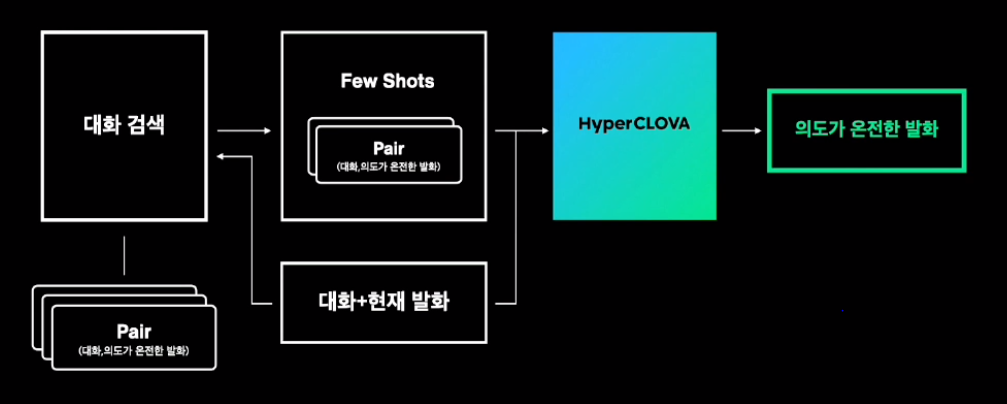 대화 검색
Few Shots
Pair
(대화,의도가 온전한 발화)
HyperCLOVA
의도가 온전한 발화
대화+현재 발화
Pair
(대화,의도가 온전한 발화)